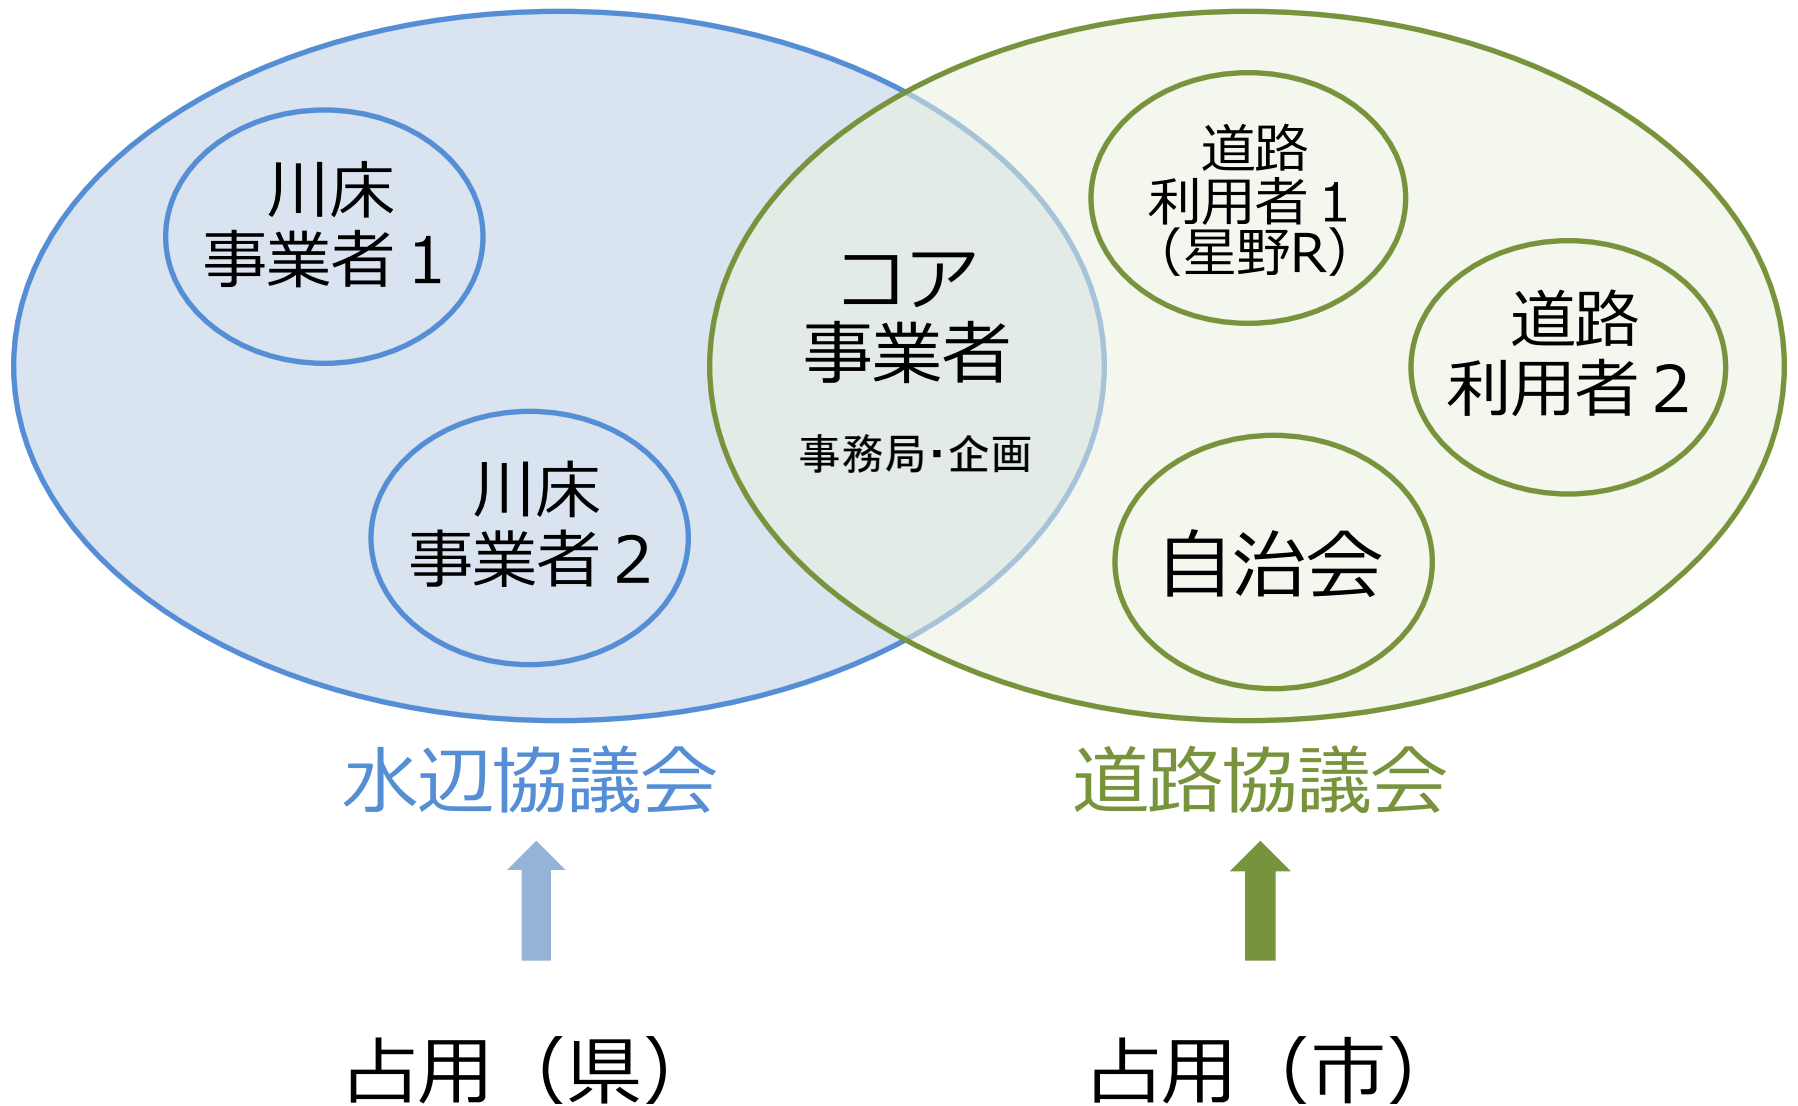 川床
事業者１
川床
事業者２
コア
事業者
事務局・企画
道路
利用者１
（星野R）
道路
利用者２
自治会
水辺協議会
道路協議会
占用（県）
占用（市）